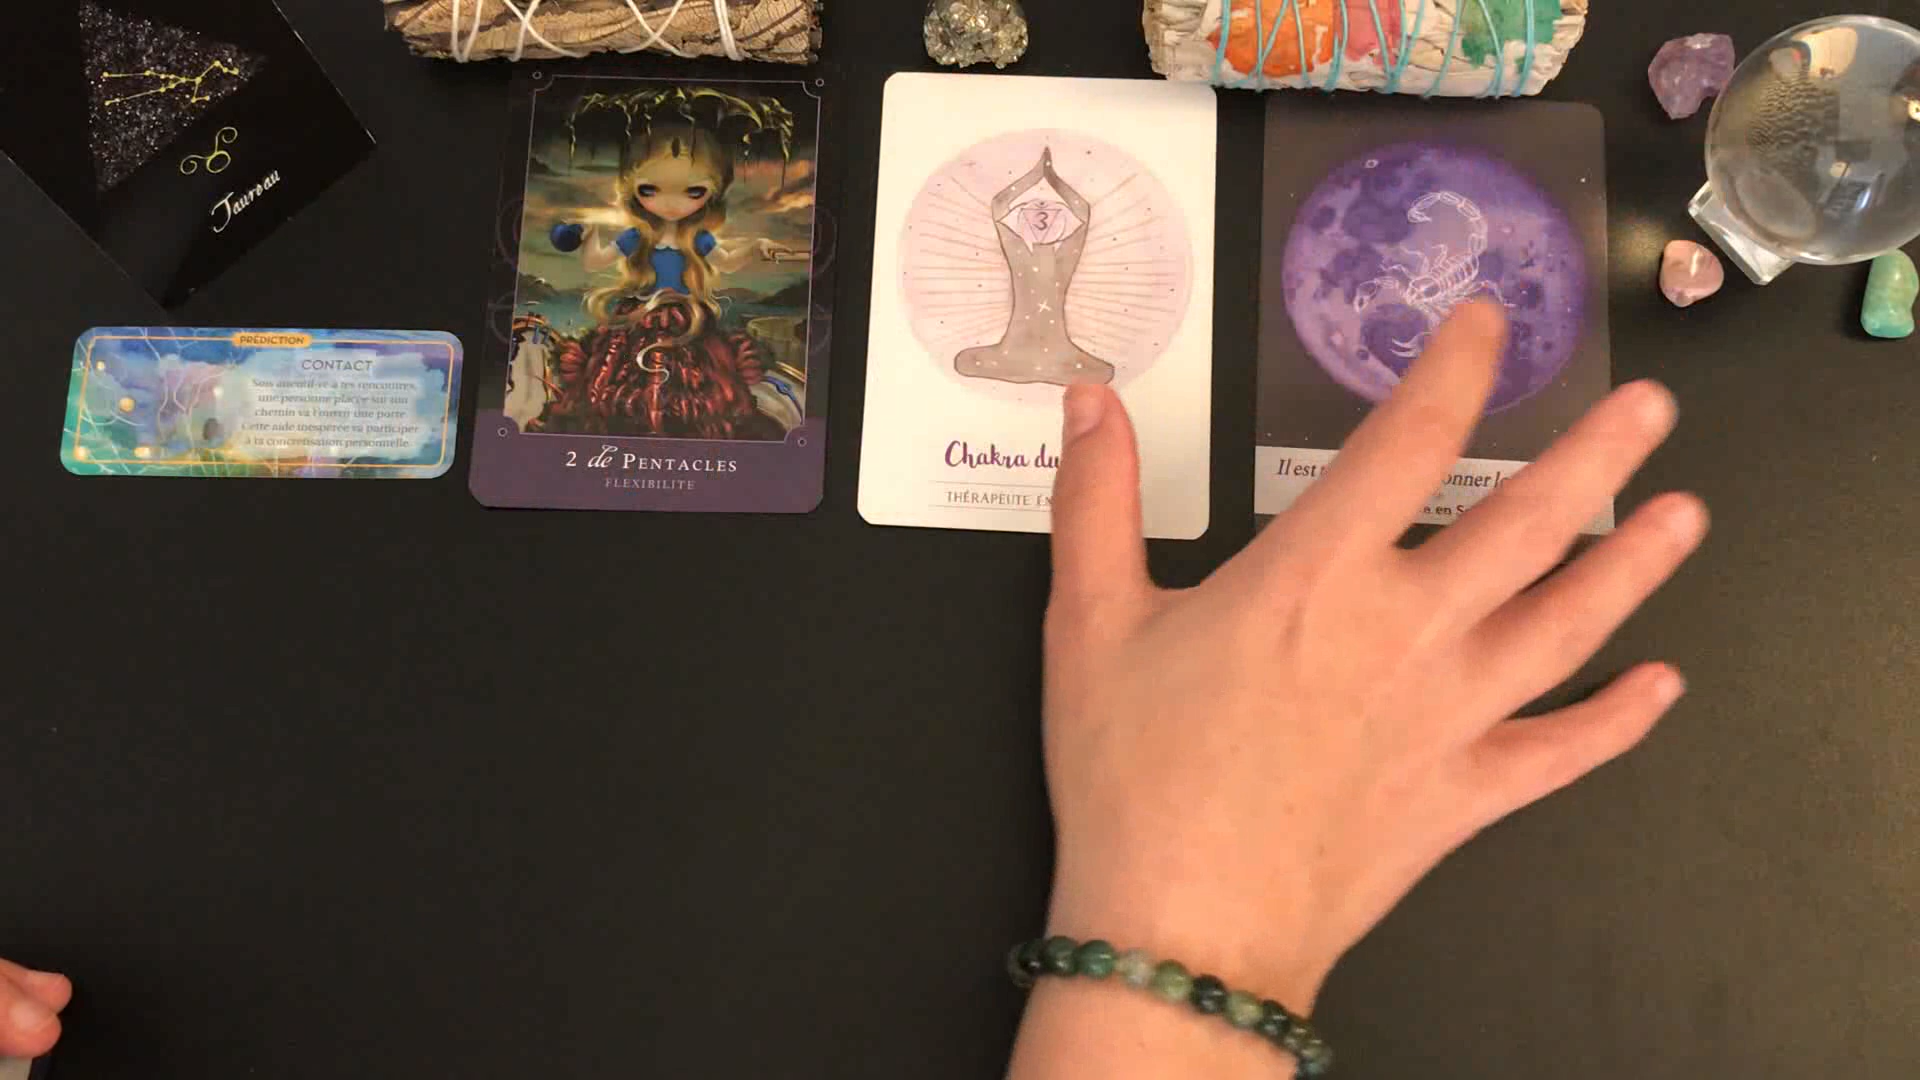 Taureau
PRÉDICTION
CONTACT
Sois attentif-ve à tes rencontres,
une personne placée sur ton
chemin va t'ouvrir une porte.
Cette aide inespérée va participer
à ta concrétisation personnelle.
2 de PENTACLES
FLEXIBILITÉ
Chakra du
THÉRAPEUTE
Il est
en